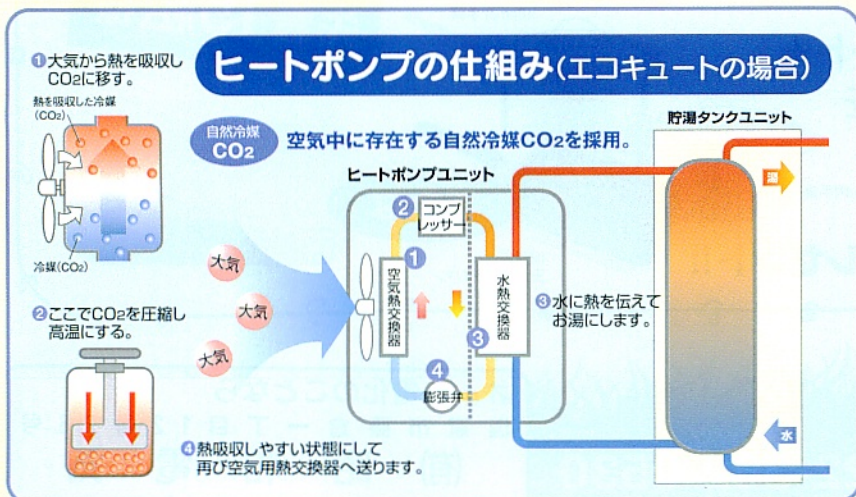 ヒートポンプの仕組み(エコキュートの場合)
①大気から熱を吸収し
CO2に移す。
熱を吸収した冷媒
(CO2)
冷媒(CO2)
自然冷媒
CO2
空気中に存在する自然冷媒CO2を採用。
②ここでCO2を圧縮し
高温にする。
大気
大気
大気
ヒートポンプユニット
②
コンプ
レッサー
①
空気熱交換器
水熱交換器
③
④
膨張弁
③水に熱を伝えて
お湯にします。
④熱吸収しやすい状態にして
再び空気用熱交換器へ送ります。
貯湯タンクユニット
湯
水